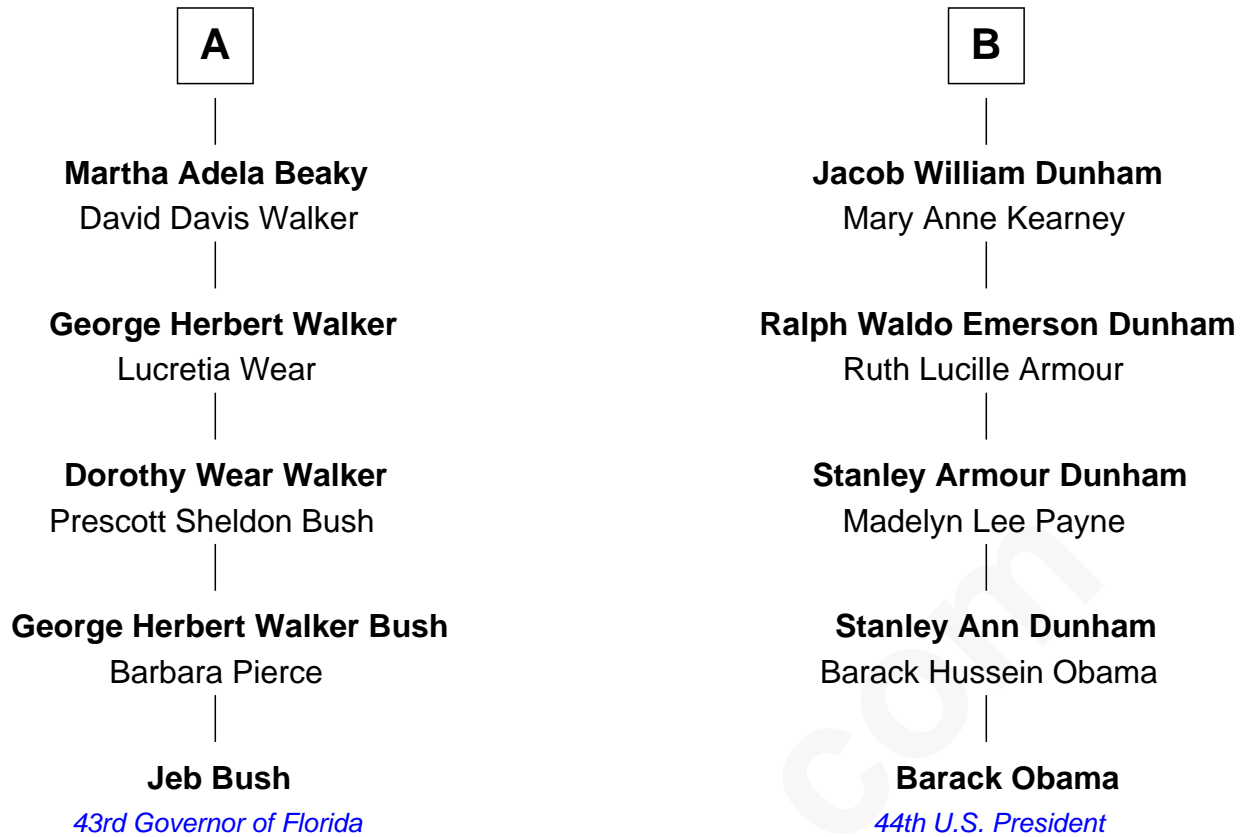 A
Martha Adela Beaky
David Davis Walker
George Herbert Walker
Lucretia Wear
Dorothy Wear Walker
Prescott Sheldon Bush
George Herbert Walker Bush
Barbara Pierce
Jeb Bush
43rd Governor of Florida
B
Jacob William Dunham
Mary Anne Kearney
Ralph Waldo Emerson Dunham
Ruth Lucille Armour
Stanley Armour Dunham
Madelyn Lee Payne
Stanley Ann Dunham
Barack Hussein Obama
Barack Obama
44th U.S. President
com